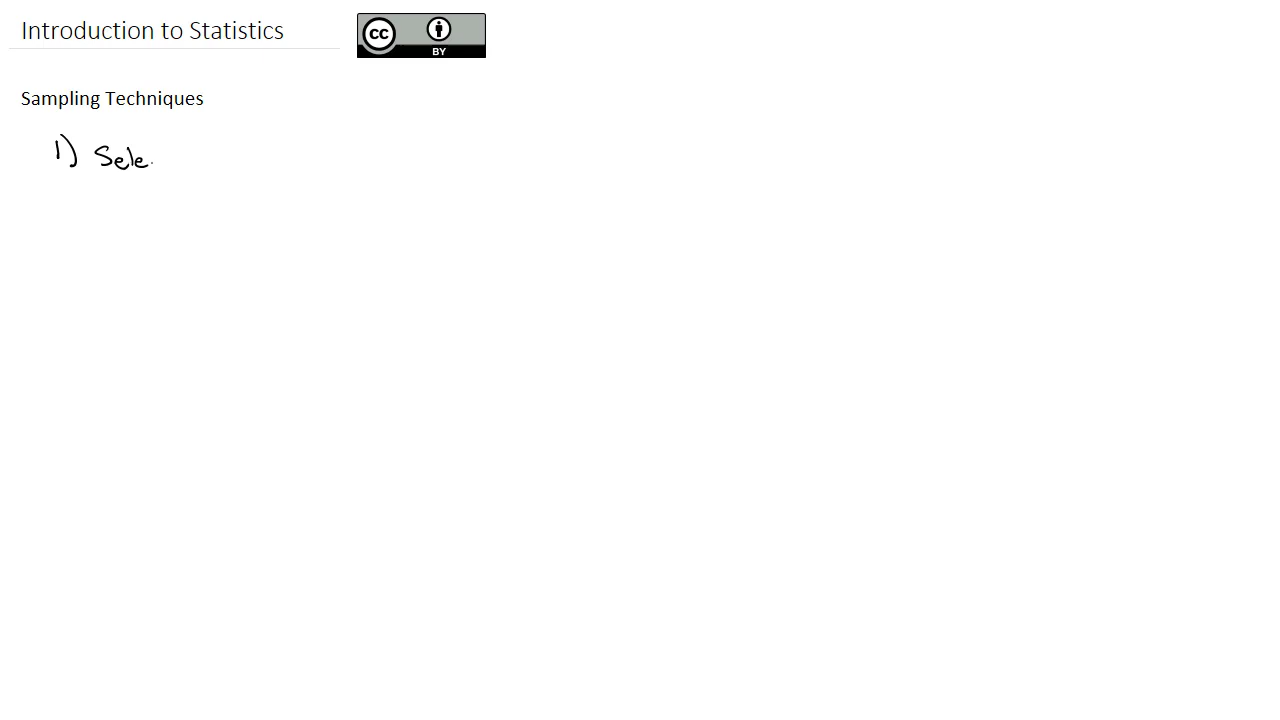 Introduction to Statistics
cc
BY
Sampling Techniques
1) Sele